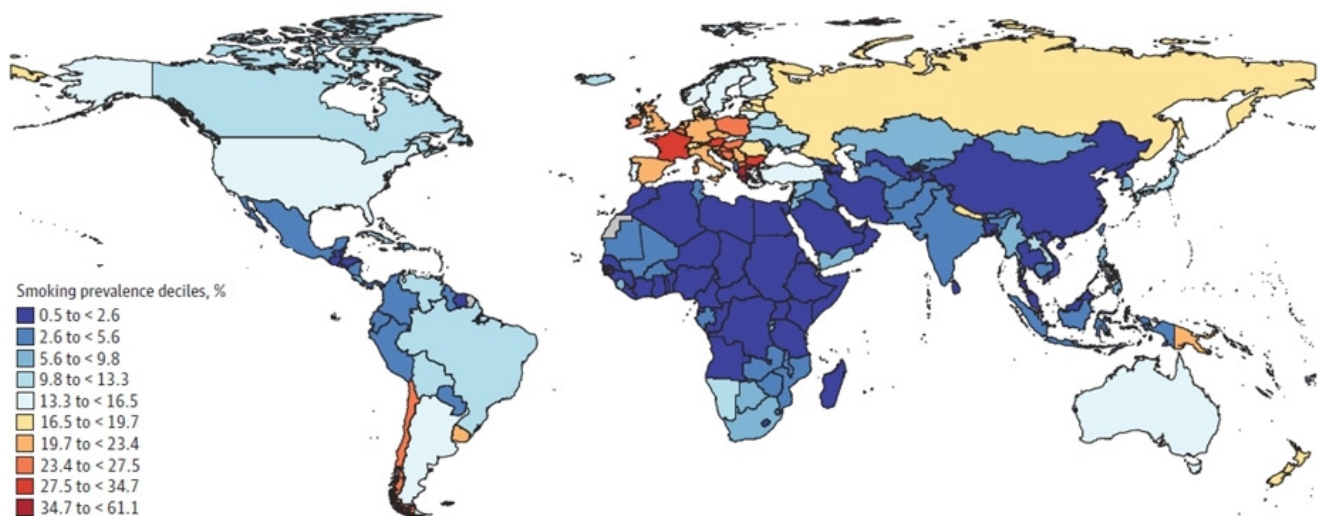 Smoking prevalence deciles, %
0.5 to < 2.6
2.6 to < 5.6
5.6 to < 9.8
9.8 to < 13.3
13.3 to < 16.5
16.5 to < 19.7
19.7 to < 23.4
23.4 to < 27.5
27.5 to < 34.7
34.7 to < 61.1